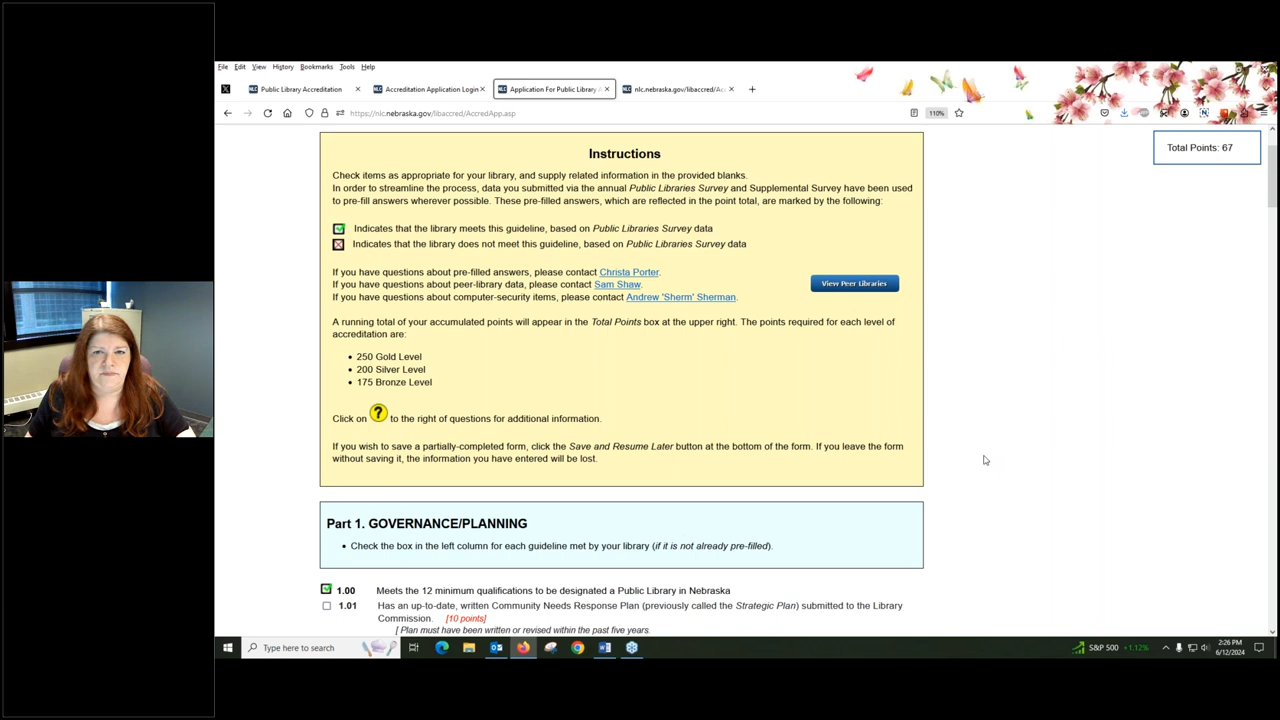 File Edit View History Bookmarks Tools Help
Public Library Accreditation × Accreditation Application Login × Application For Public Library A × nlc.nebraska.gov/libaccred/Acc ×
https://nlc.nebraska.gov/libaccred/AccredApp.asp 110%
Total Points: 67
Instructions
Check items as appropriate for your library, and supply related information in the provided blanks.
In order to streamline the process, data you submitted via the annual Public Libraries Survey and Supplemental Survey have been used
to pre-fill answers wherever possible. These pre-filled answers, which are reflected in the point total, are marked by the following:
Indicates that the library meets this guideline, based on Public Libraries Survey data
Indicates that the library does not meet this guideline, based on Public Libraries Survey data
If you have questions about pre-filled answers, please contact Christa Porter.
If you have questions about peer-library data, please contact Sam Shaw.
View Peer Libraries
If you have questions about computer-security items, please contact Andrew 'Sherm' Sherman.
A running total of your accumulated points will appear in the Total Points box at the upper right. The points required for each level of
accreditation are:
• 250 Gold Level
• 200 Silver Level
• 175 Bronze Level
Click on ? to the right of questions for additional information.
If you wish to save a partially-completed form, click the Save and Resume Later button at the bottom of the form. If you leave the form
without saving it, the information you have entered will be lost.
Part 1. GOVERNANCE/PLANNING
• Check the box in the left column for each guideline met by your library (if it is not already pre-filled).
1.00 Meets the 12 minimum qualifications to be designated a Public Library in Nebraska
1.01 Has an up-to-date, written Community Needs Response Plan (previously called the Strategic Plan) submitted to the Library
Commission. [10 points]
[ Plan must have been written or revised within the past five years.
Type here to search
S&P 500 +1.12%
2:26 PM
6/12/2024